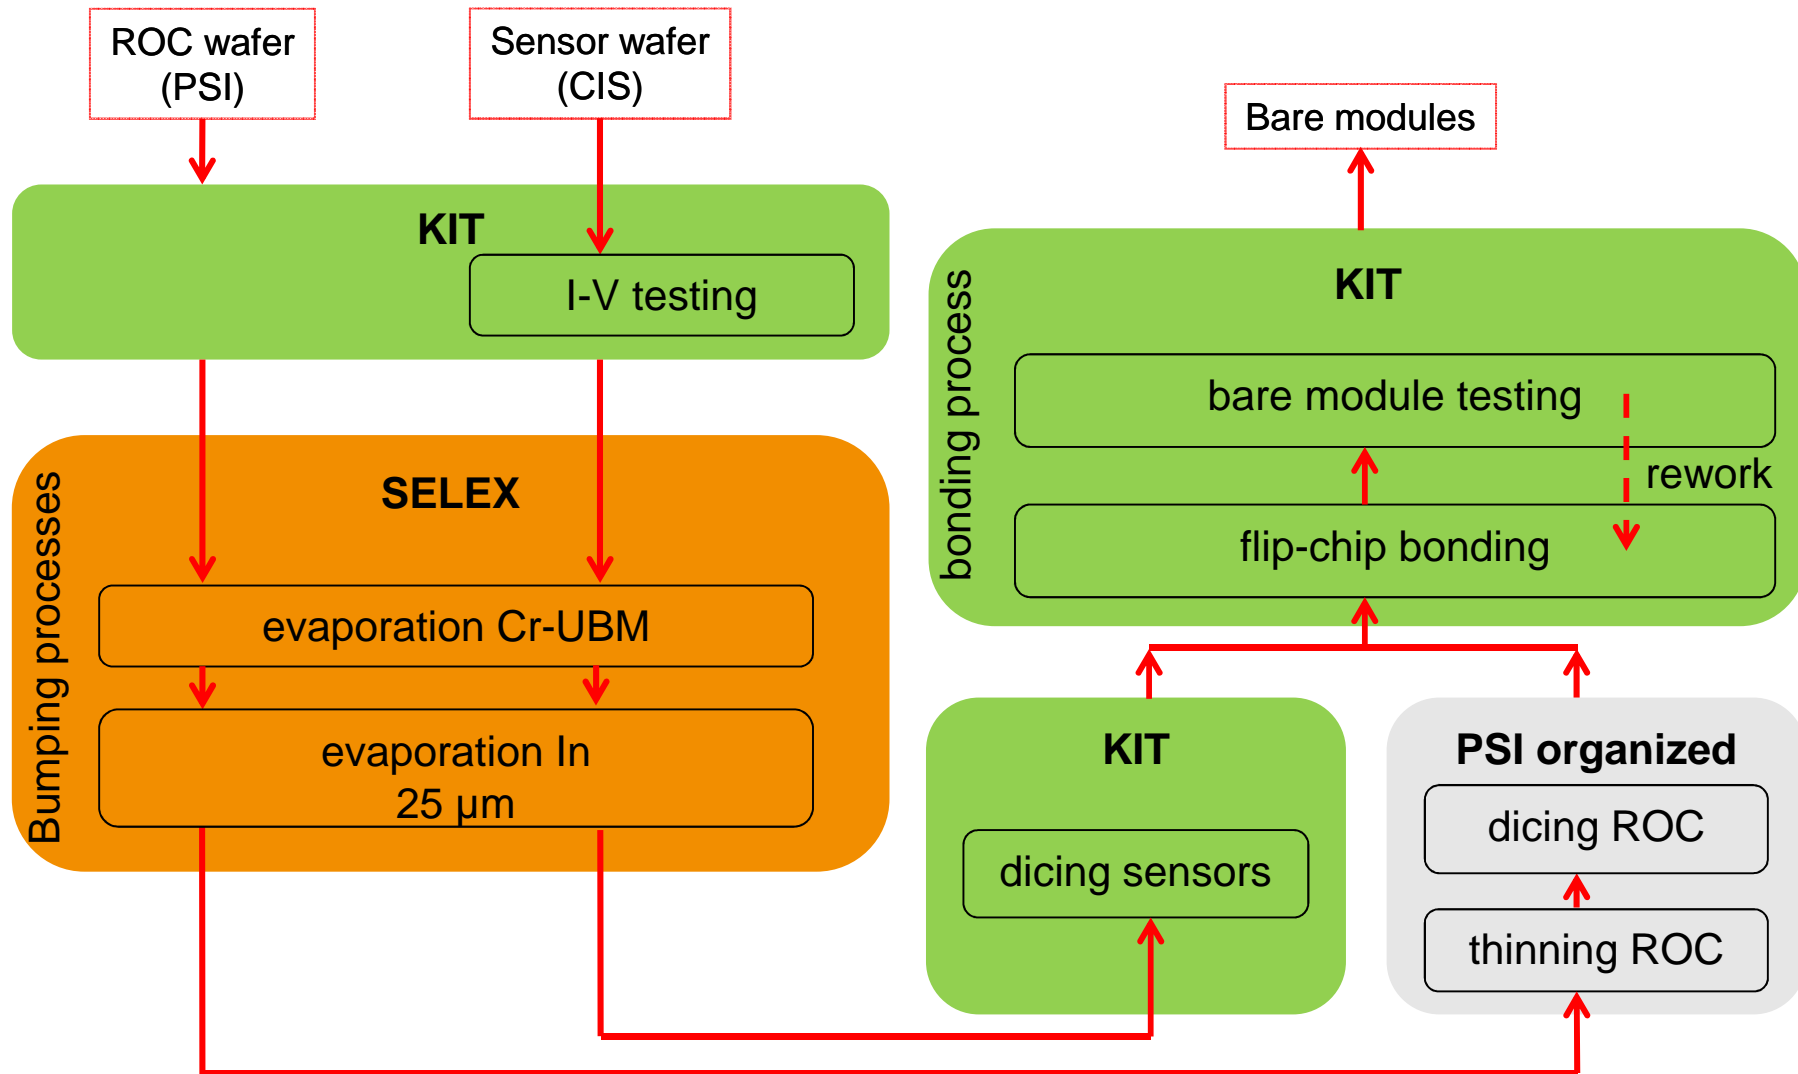 ROC wafer
(PSI)
Sensor wafer
(CIS)
KIT
I-V testing
Bumping processes
SELEX
evaporation Cr-UBM
evaporation In
25 µm
Bare modules
bonding process
KIT
bare module testing
rework
flip-chip bonding
KIT
dicing sensors
PSI organized
dicing ROC
thinning ROC